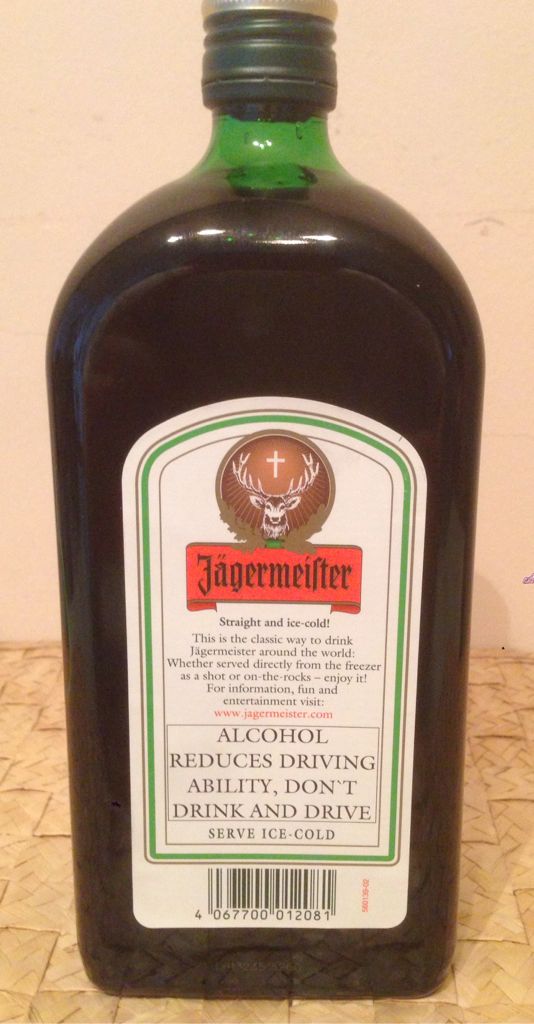 Jägermeiſter
Straight and ice-cold!
This is the classic way to drink
Jägermeister around the world:
Whether served directly from the freezer
as a shot or on-the-rocks – enjoy it!
For information, fun and
entertainment visit:
www.jagermeister.com
ALCOHOL
REDUCES DRIVING
ABILITY, DON`T
DRINK AND DRIVE
SERVE ICE-COLD
4 067700 012081
560139-02